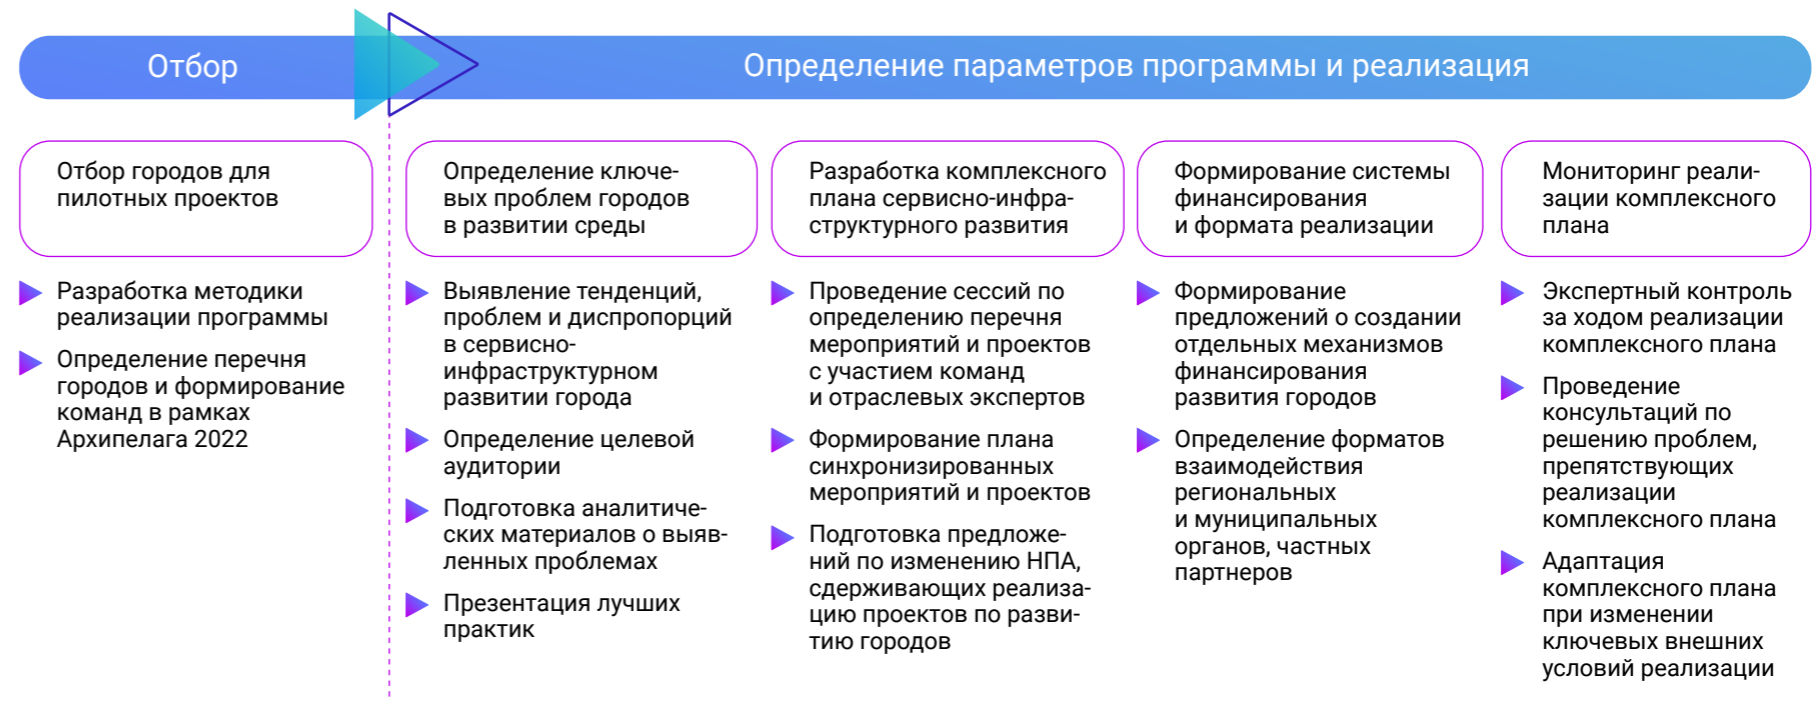 Отбор
Определение параметров программы и реализация
Отбор городов для
пилотных проектов
Разработка методики
реализации программы
Определение перечня
городов и формирование
команд в рамках
Архипелага 2022
Определение ключе-
вых проблем городов
в развитии среды
Выявление тенденций,
проблем и диспропорций
в сервисно-
инфраструктурном
развитии города
Определение целевой
аудитории
Подготовка аналитиче-
ских материалов о выяв-
ленных проблемах
Презентация лучших
практик
Разработка комплексного
плана сервисно-инфра-
структурного развития
Проведение сессий по
определению перечня
мероприятий и проектов
с участием команд
и отраслевых экспертов
Формирование плана
синхронизированных
мероприятий и проектов
Подготовка предложе-
ний по изменению НПА,
сдерживающих реализа-
цию проектов по разви-
тию городов
Формирование системы
финансирования
и формата реализации
Формирование
предложений о создании
отдельных механизмов
финансирования
развития городов
Определение форматов
взаимодействия
региональных
и муниципальных
органов, частных
партнеров
Мониторинг реали-
зации комплексного
плана
Экспертный контроль
за ходом реализации
комплексного плана
Проведение
консультаций по
решению проблем,
препятствующих
реализации
комплексного плана
Адаптация
комплексного плана
при изменении
ключевых внешних
условий реализации